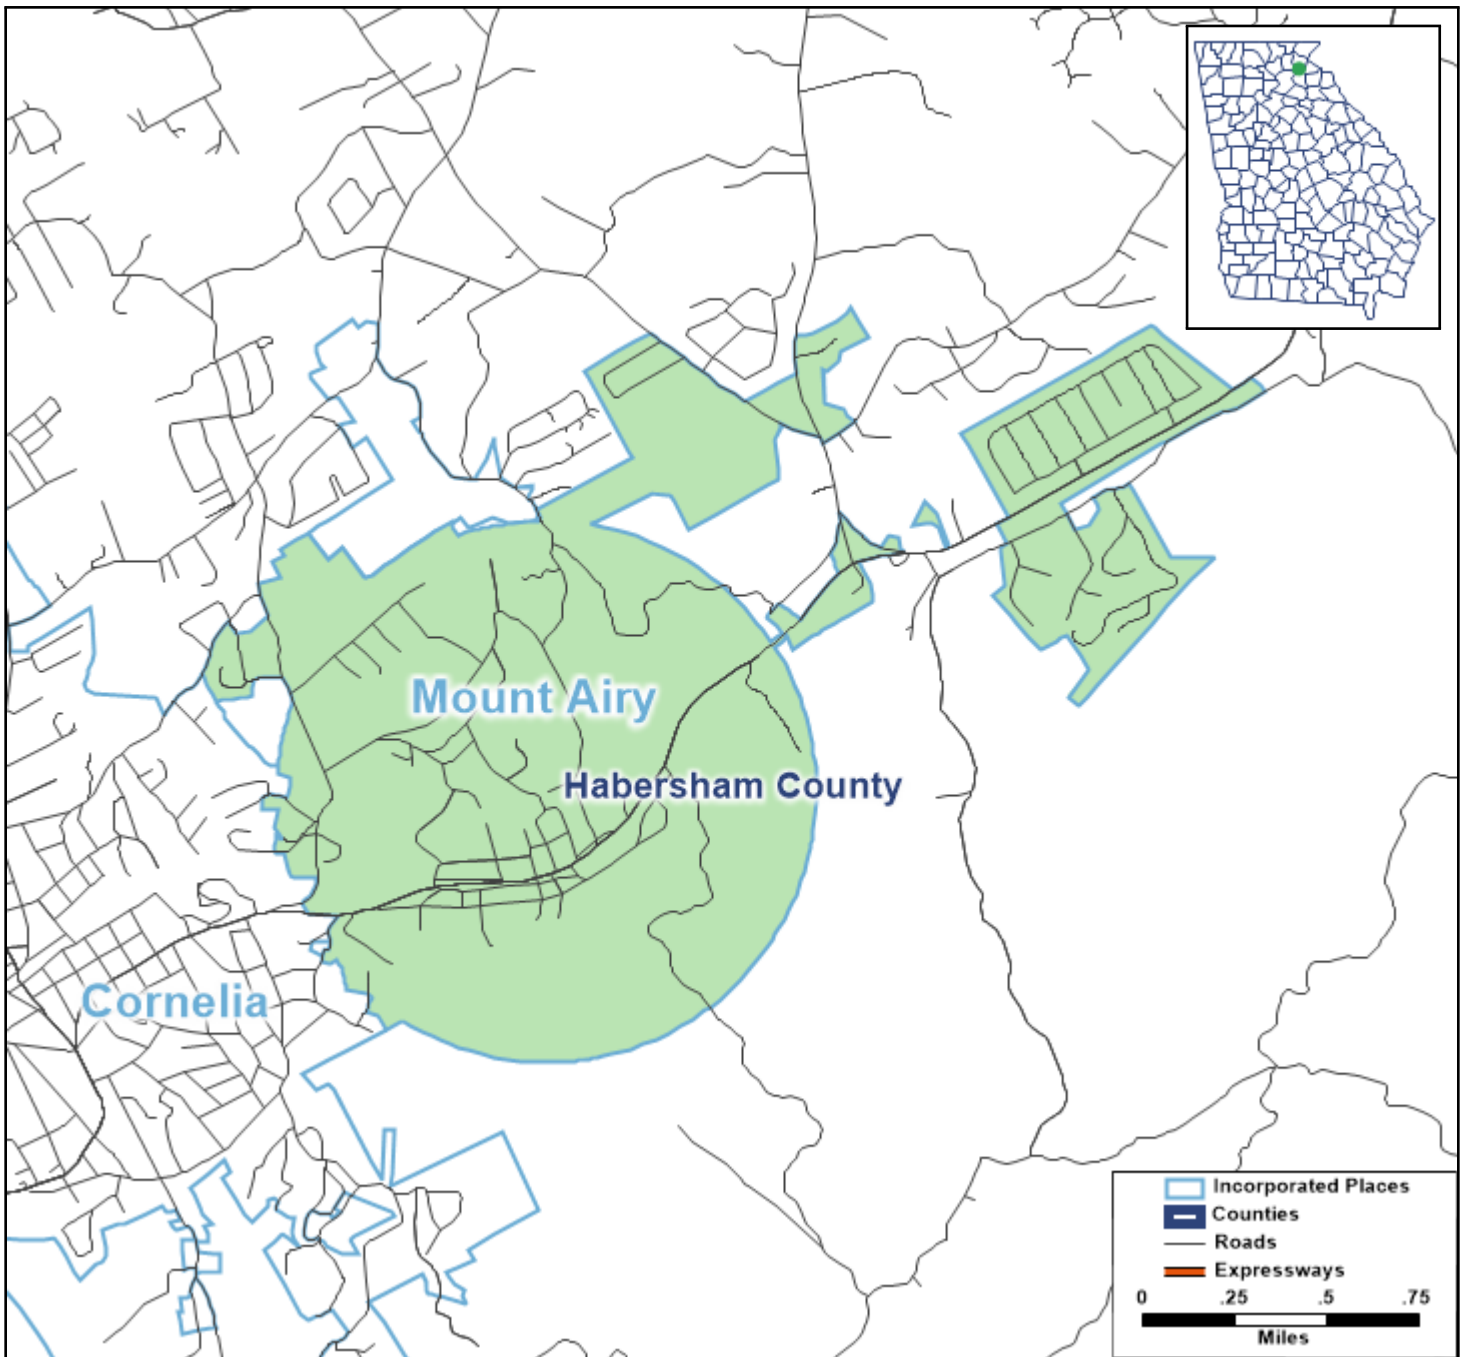 Mount Airy
Habersham County
Cornelia
Incorporated Places
Counties
Roads
Expressways
0 .25 .5 .75
Miles